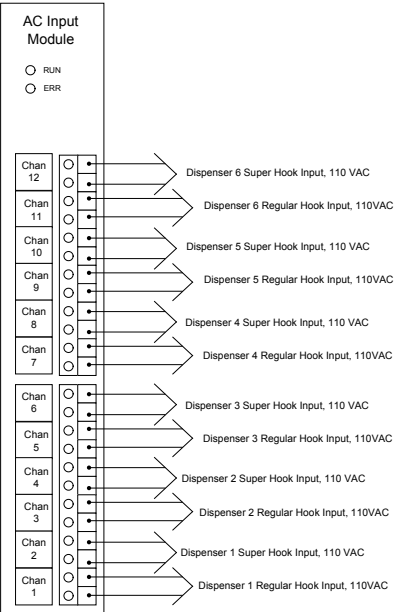 AC Input
Module
RUN
ERR
Chan
12
Dispenser 6 Super Hook Input, 110 VAC
Chan
11
Dispenser 6 Regular Hook Input, 110VAC
Chan
10
Dispenser 5 Super Hook Input, 110 VAC
Chan
9
Dispenser 5 Regular Hook Input, 110VAC
Chan
8
Dispenser 4 Super Hook Input, 110 VAC
Chan
7
Dispenser 4 Regular Hook Input, 110VAC
Chan
6
Dispenser 3 Super Hook Input, 110 VAC
Chan
5
Dispenser 3 Regular Hook Input, 110VAC
Chan
4
Dispenser 2 Super Hook Input, 110 VAC
Chan
3
Dispenser 2 Regular Hook Input, 110VAC
Chan
2
Dispenser 1 Super Hook Input, 110 VAC
Chan
1
Dispenser 1 Regular Hook Input, 110VAC